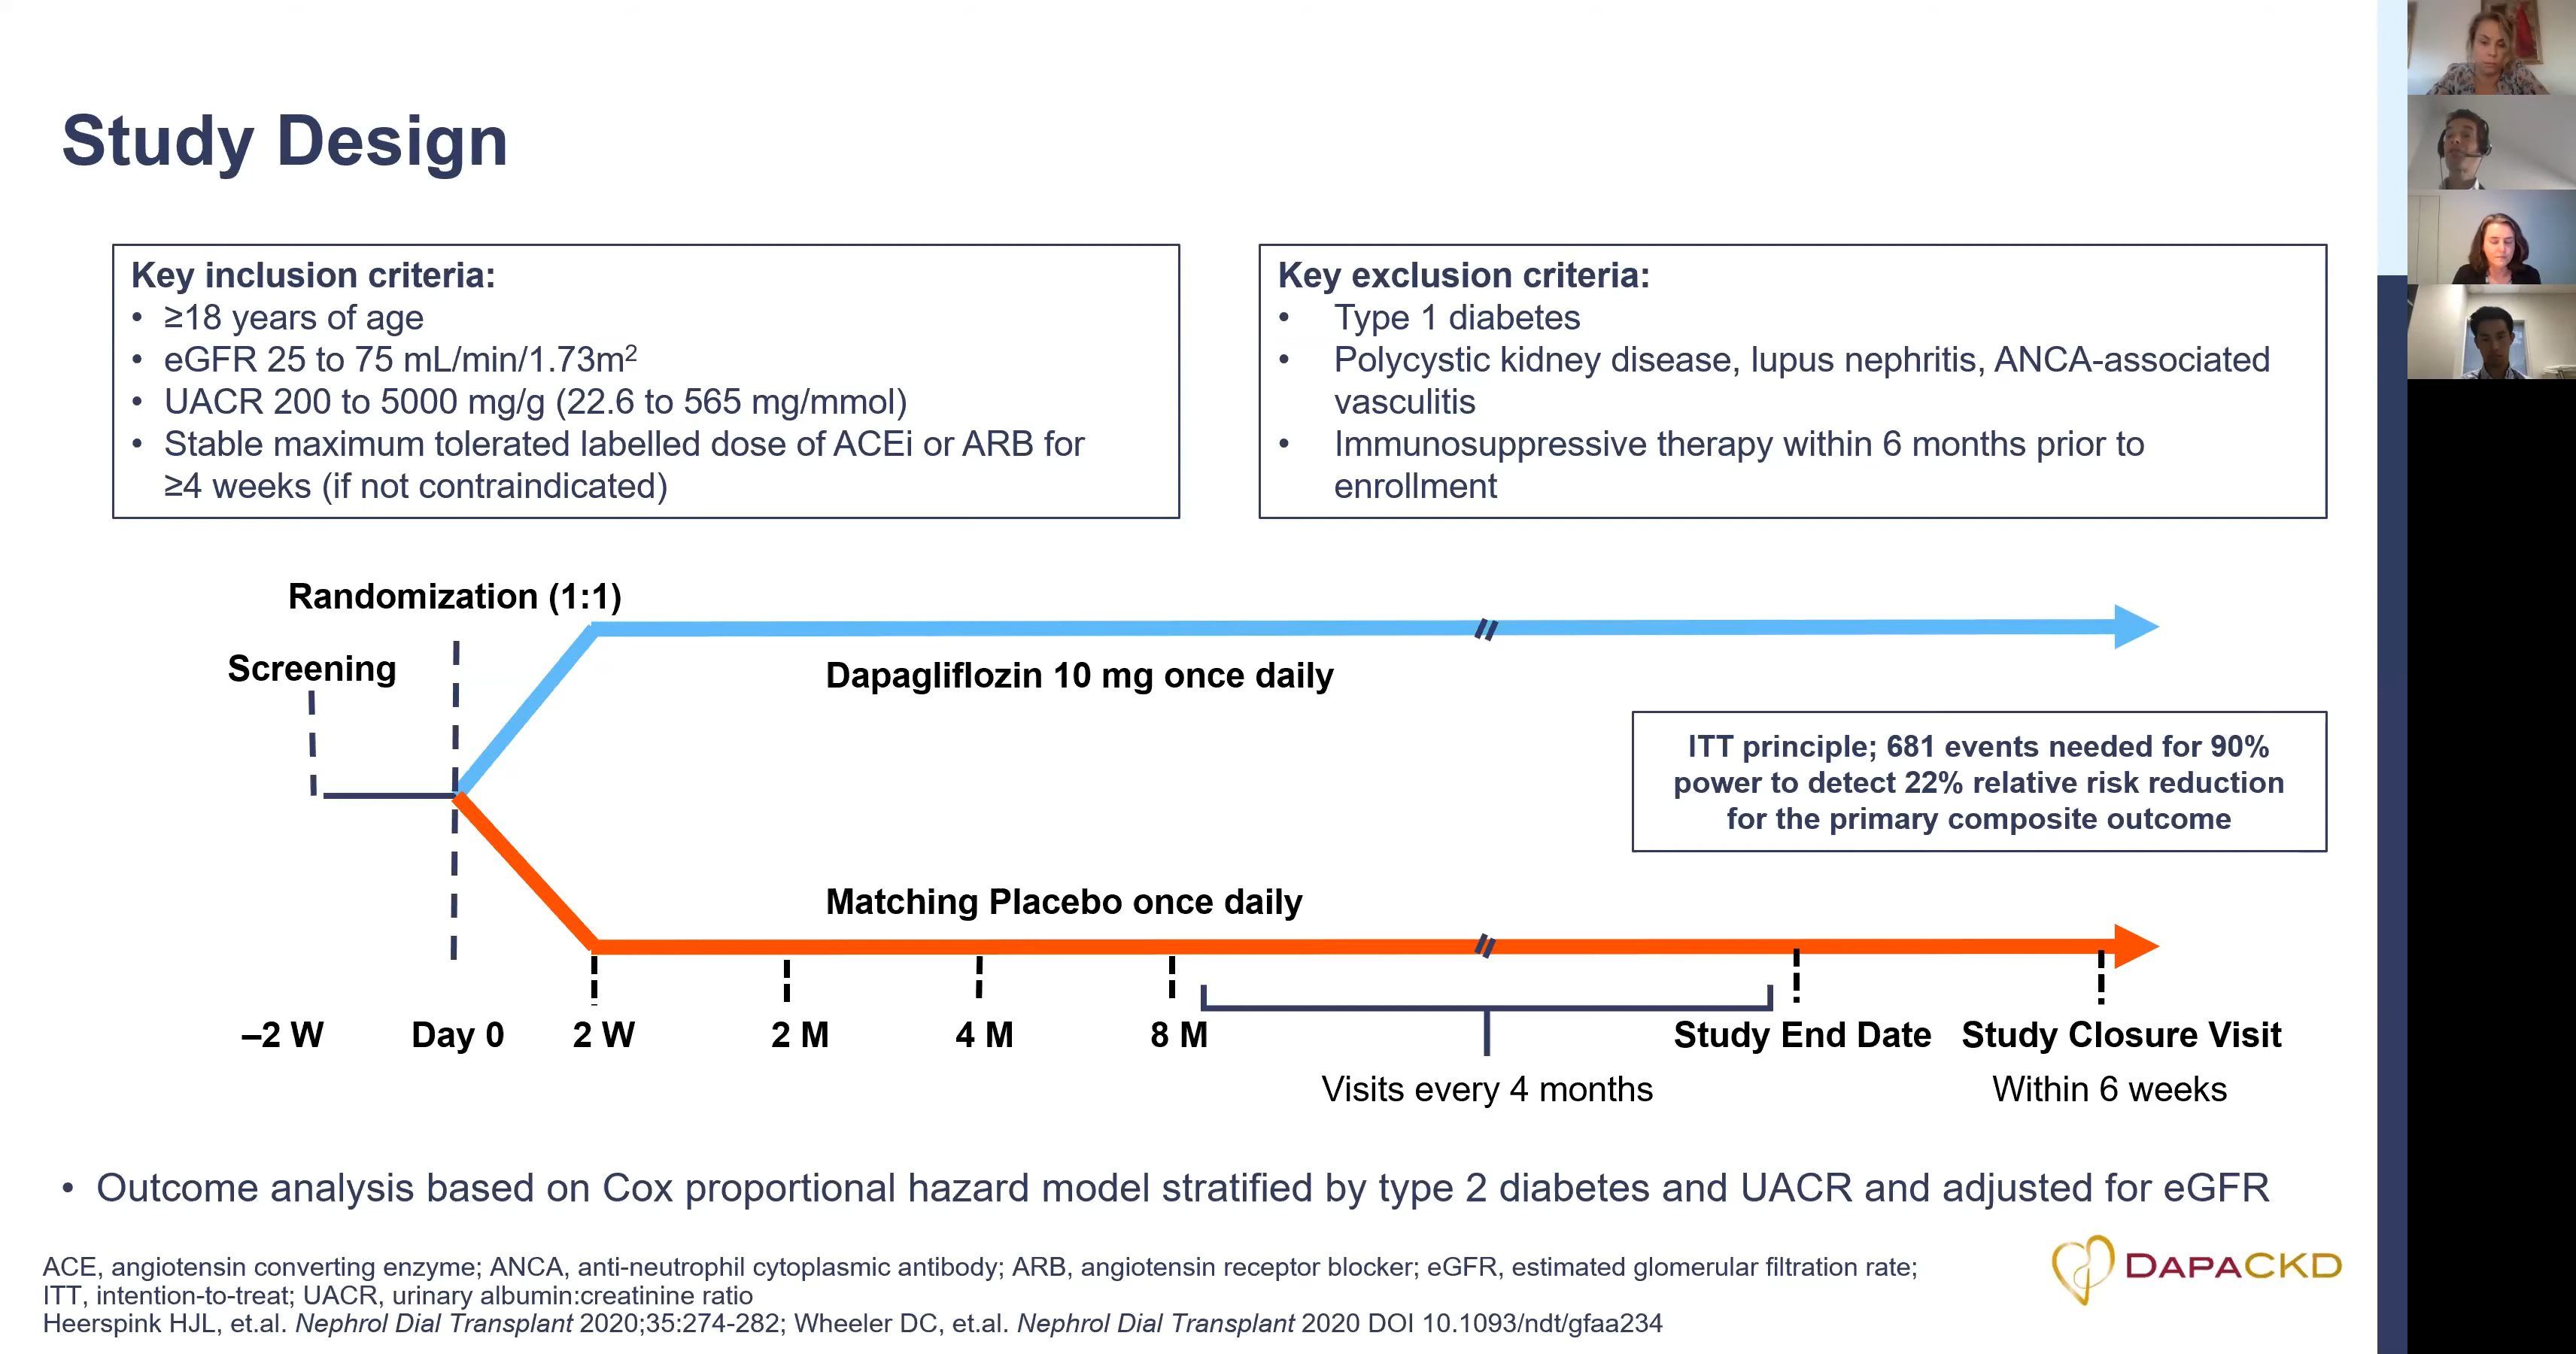 Study Design
Key inclusion criteria:
• ≥18 years of age
• eGFR 25 to 75 mL/min/1.73m²
• UACR 200 to 5000 mg/g (22.6 to 565 mg/mmol)
• Stable maximum tolerated labelled dose of ACEi or ARB for
≥4 weeks (if not contraindicated)
Key exclusion criteria:
• Type 1 diabetes
• Polycystic kidney disease, lupus nephritis, ANCA-associated
vasculitis
• Immunosuppressive therapy within 6 months prior to
enrollment
Randomization (1:1)
Screening
Dapagliflozin 10 mg once daily
ITT principle; 681 events needed for 90%
power to detect 22% relative risk reduction
for the primary composite outcome
Matching Placebo once daily
–2 W Day 0 2 W 2 M 4 M 8 M Study End Date Study Closure Visit
Visits every 4 months Within 6 weeks
• Outcome analysis based on Cox proportional hazard model stratified by type 2 diabetes and UACR and adjusted for eGFR
ACE, angiotensin converting enzyme; ANCA, anti-neutrophil cytoplasmic antibody; ARB, angiotensin receptor blocker; eGFR, estimated glomerular filtration rate;
ITT, intention-to-treat; UACR, urinary albumin:creatinine ratio
Heerspink HJL, et.al. Nephrol Dial Transplant 2020;35:274-282; Wheeler DC, et.al. Nephrol Dial Transplant 2020 DOI 10.1093/ndt/gfaa234
DAPACKD